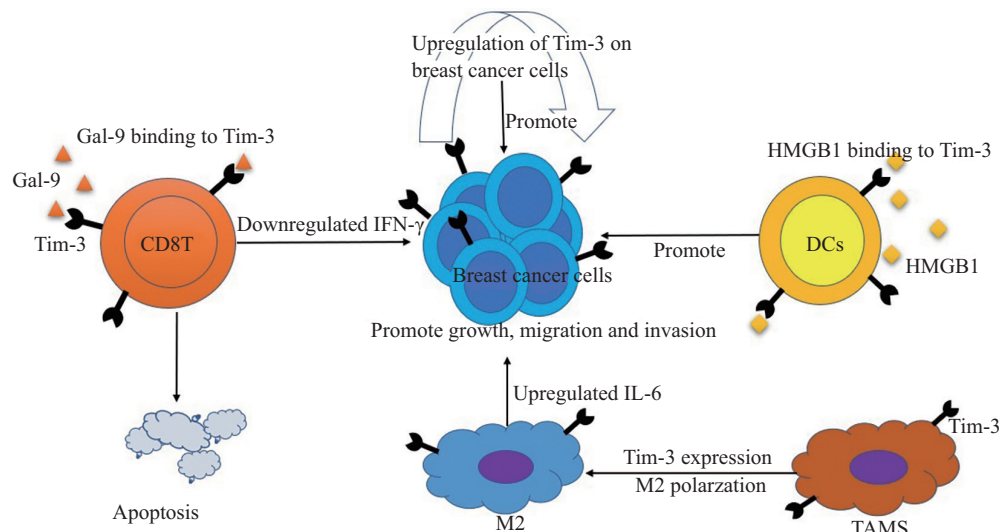 Upregulation of Tim-3 on
breast cancer cells
Promote
Gal-9 binding to Tim-3
Gal-9
Tim-3
CD8T
Downregulated IFN-γ
Breast cancer cells
Promote growth, migration and invasion
HMGB1 binding to Tim-3
DCs
Promote
HMGB1
Apoptosis
Upregulated IL-6
M2
Tim-3 expression
M2 polarzation
Tim-3
TAMS